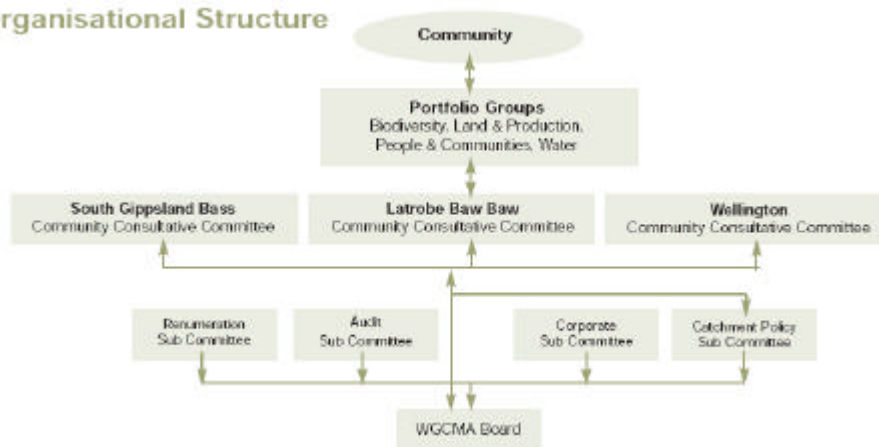 rganisational Structure
Community
Portfolio Groups
Biodiversity, Land & Production,
People & Communities, Water
South Gippsland Bass
Community Consultative Committee
Latrobe Baw Baw
Community Consultative Committee
Wellington
Community Consultative Committee
Renumeration
Sub Committee
Audit
Sub Committee
Corporate
Sub Committee
Catchment Policy
Sub Committee
WGCMA Board